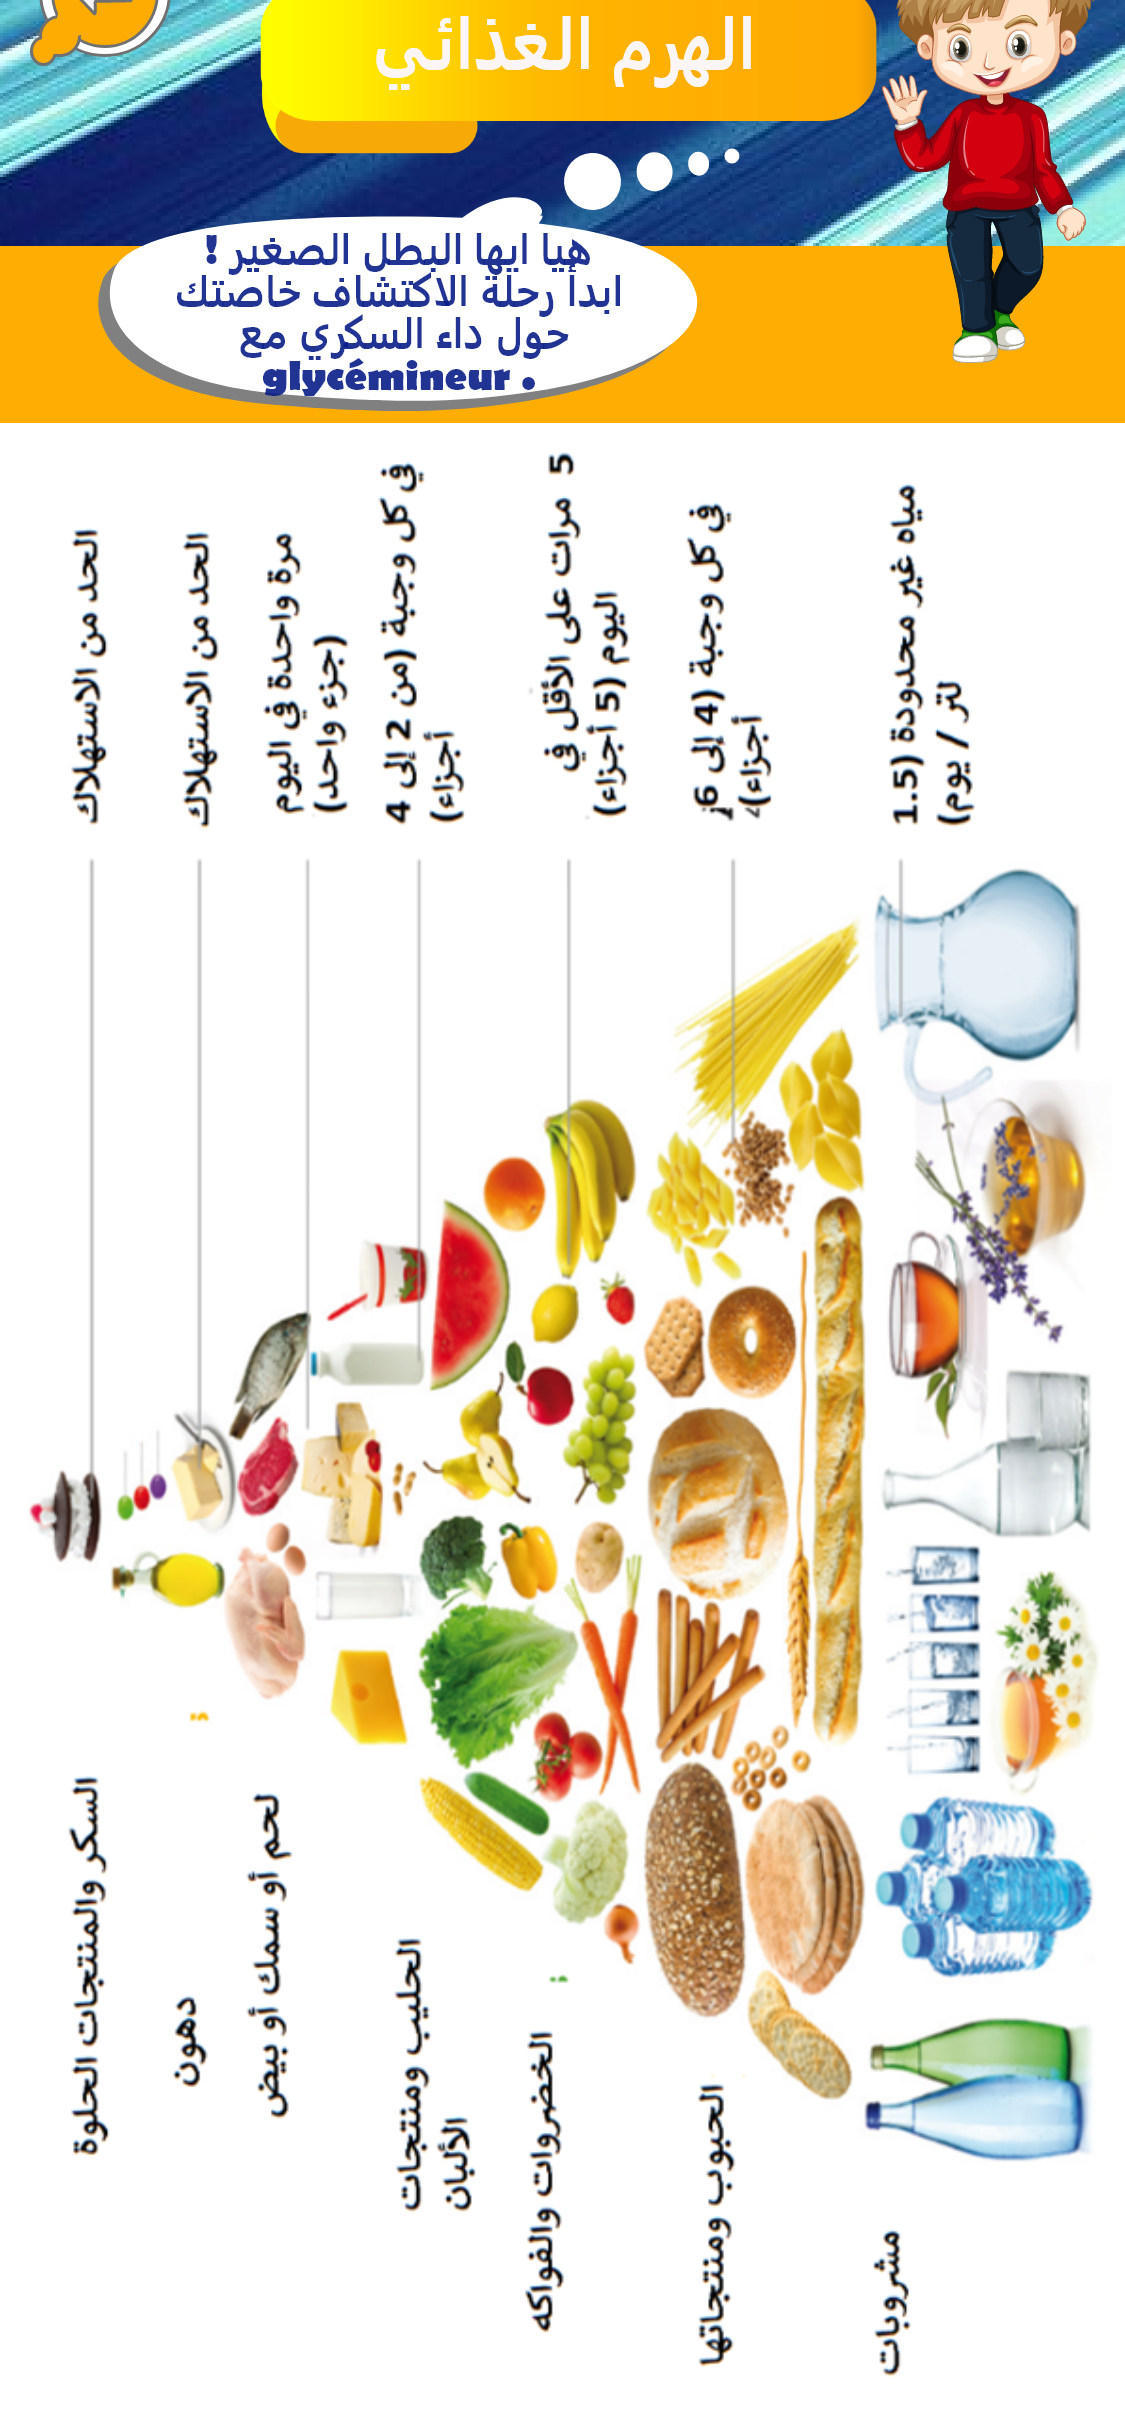 الهرم الغذائي
هيا ايها البطل الصغير !
ابدأ رحلة الاكتشاف خاصتك
حول داء السكري مع
glycémineur .
الحد من الاستهلاك
الحد من الاستهلاك
مرة واحدة في اليوم
(جزء واحد)
في كل وجبة (من 2 إلى 4
أجزاء)
5 مرات على الأقل في
اليوم (5 أجزاء)
في كل وجبة (4 إلى 6
أجزاء)
مياه غير محدودة (1.5
لتر / يوم)
السكر والمنتجات الحلوة
دهون
لحم أو سمك أو بيض
الحليب ومنتجات
الألبان
الخضروات والفواكه
الحبوب ومنتجاتها
مشروبات